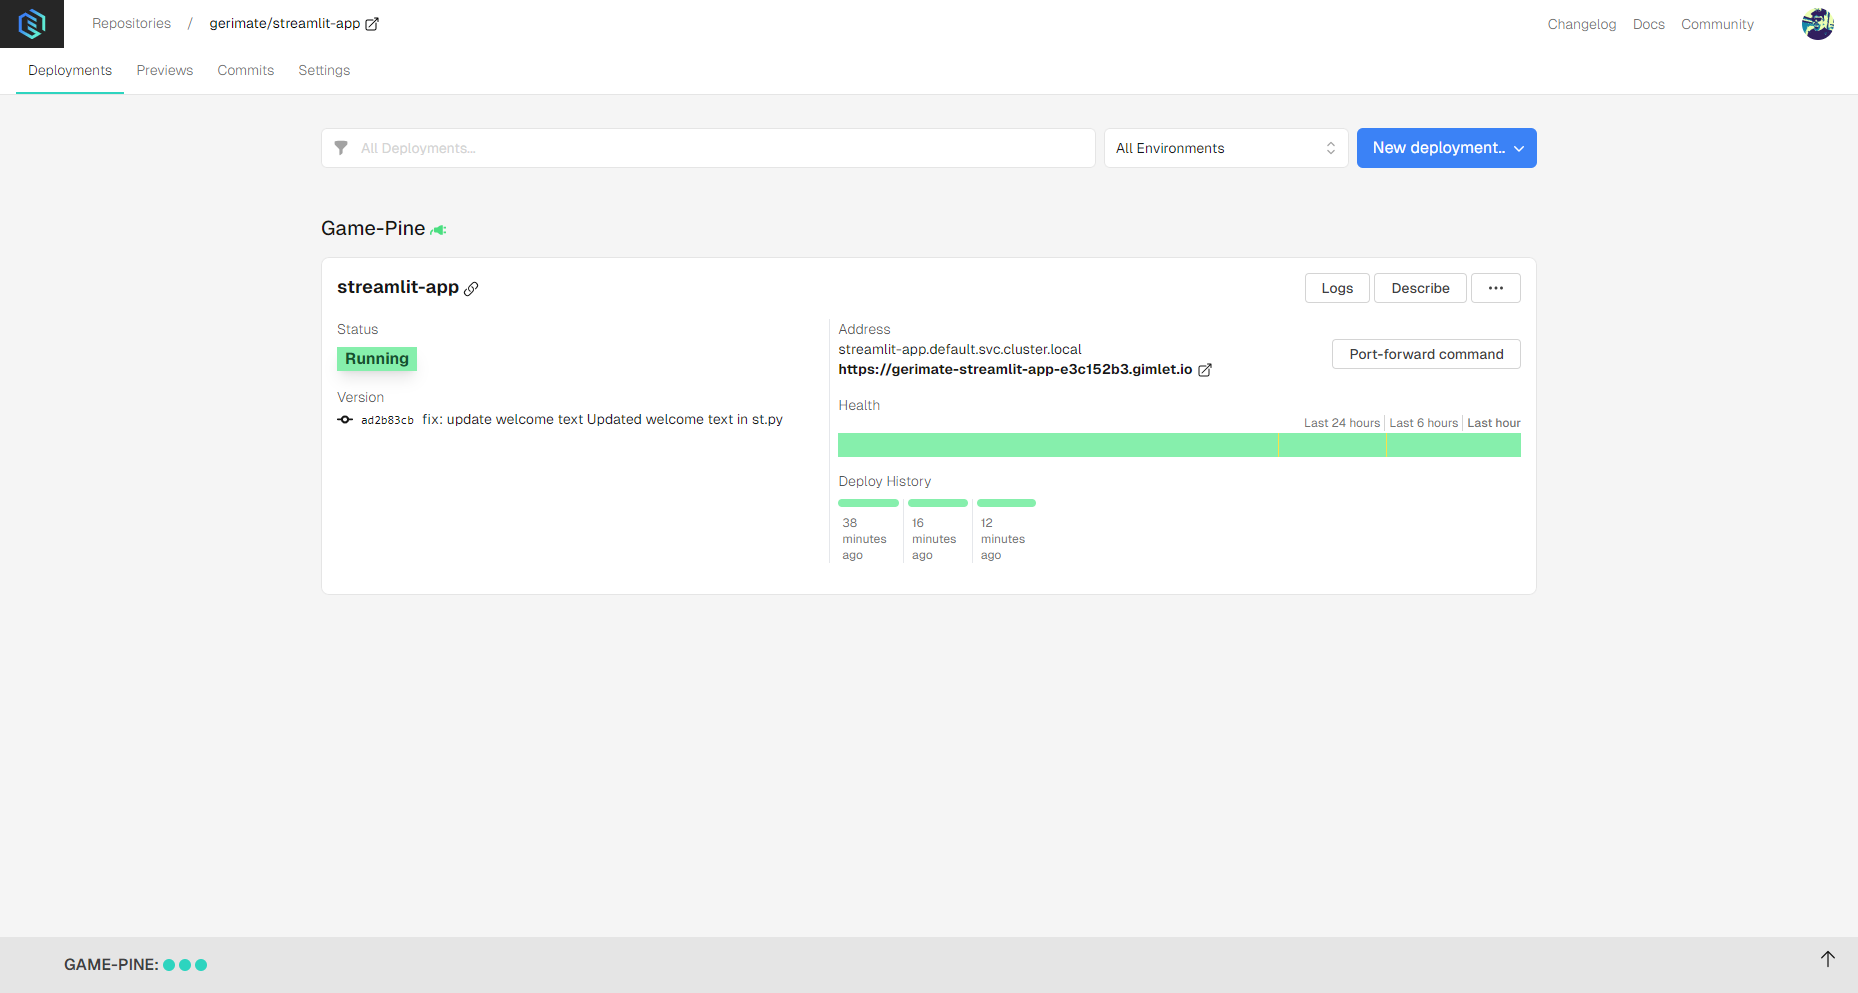 Repositories / gerimate/streamlit-app
Changelog Docs Community
Deployments Previews Commits Settings
All Deployments...
All Environments
New deployment..
Game-Pine
streamlit-app
Logs Describe ...
Status
Running
Version
ad2b83cb fix: update welcome text Updated welcome text in st.py
Address
streamlit-app.default.svc.cluster.local
https://gerimate-streamlit-app-e3c152b3.gimlet.io
Port-forward command
Health
Last 24 hours Last 6 hours Last hour
Deploy History
38 minutes ago
16 minutes ago
12 minutes ago
GAME-PINE: